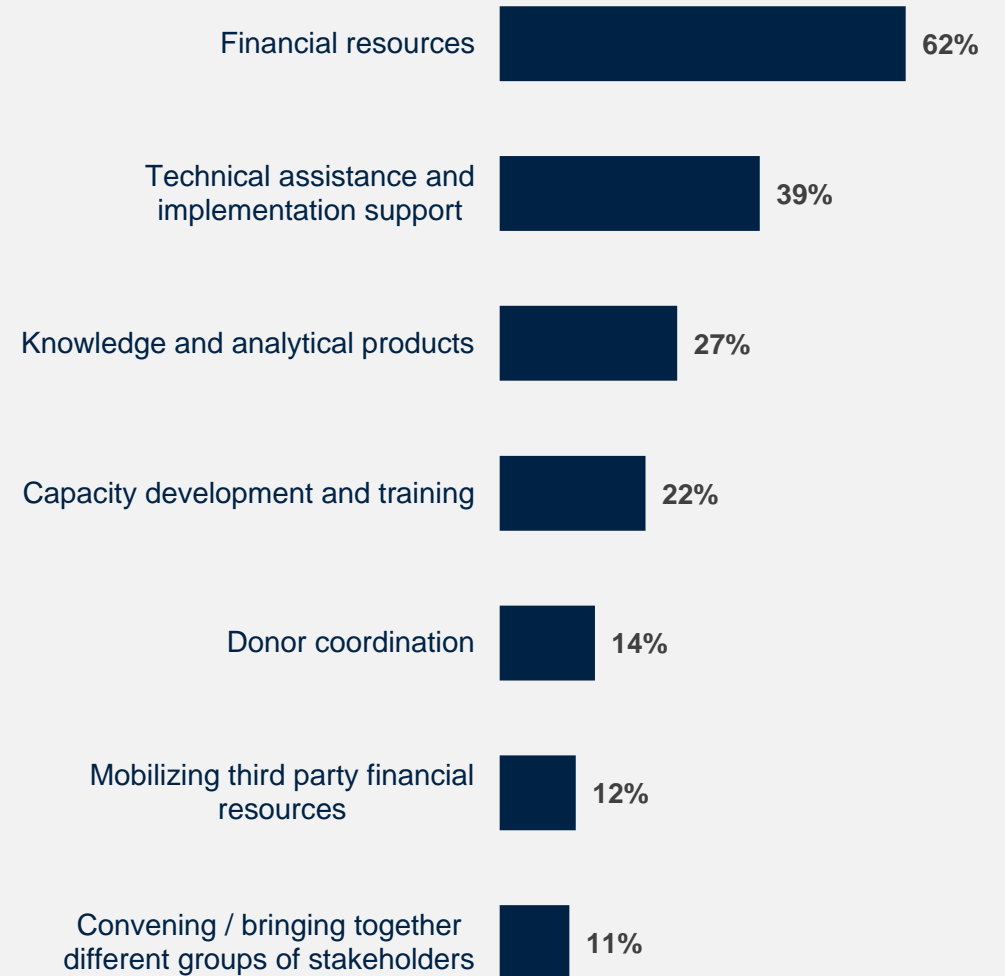 Financial resources
62%
Technical assistance and
implementation support
39%
Knowledge and analytical products
27%
Capacity development and training
22%
Donor coordination
14%
Mobilizing third party financial
resources
12%
Convening / bringing together
different groups of stakeholders
11%